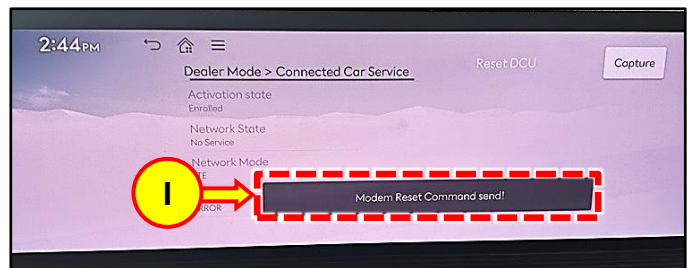 2:44PM
Dealer Mode > Connected Car Service
Reset DCU
Capture
Activation state
Enrolled
Network State
No Service
Network Mode
I
Modem Reset Command send!